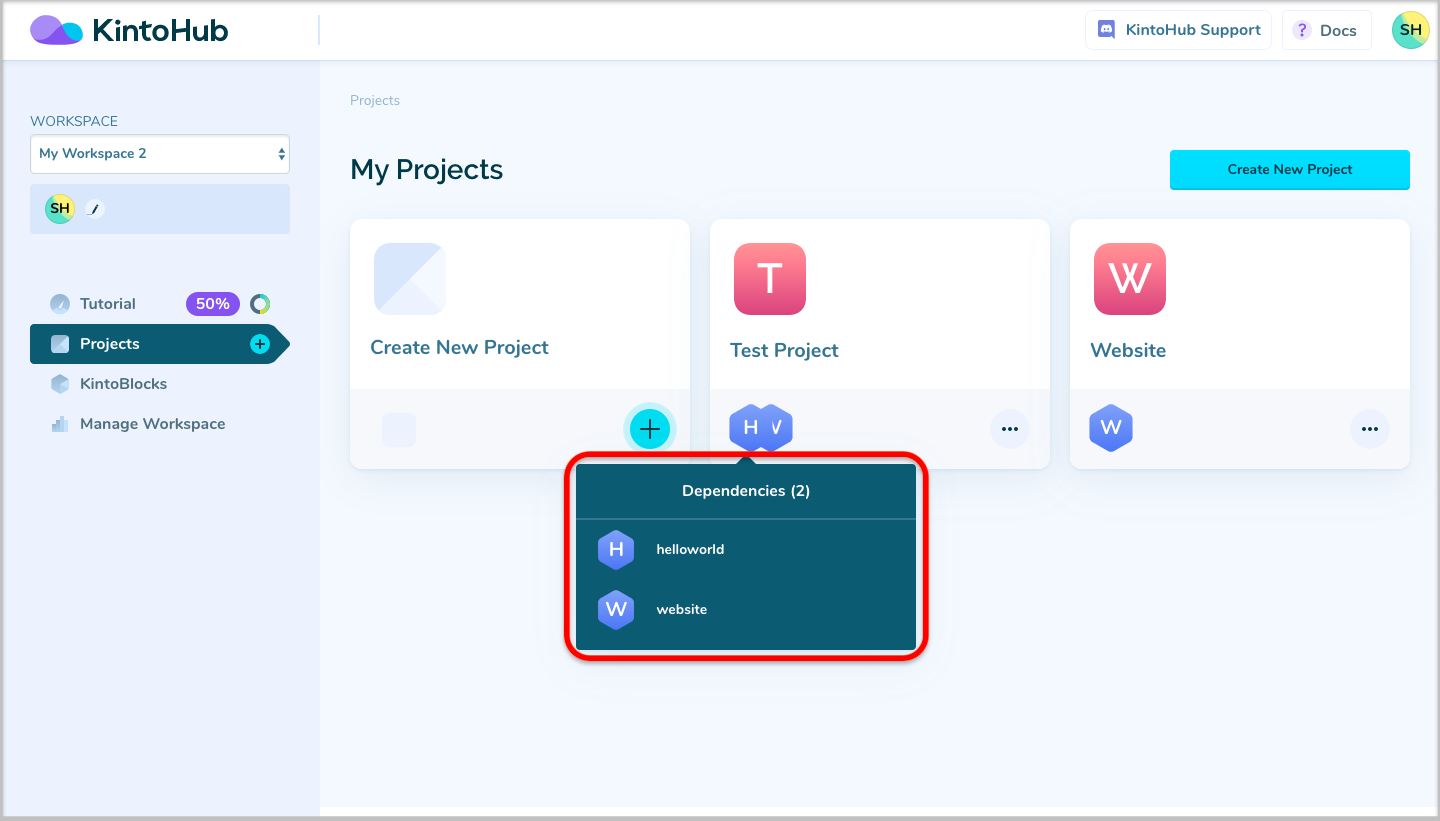 KintoHub
KintoHub Support
? Docs
SH
WORKSPACE
My Workspace 2
SH
Tutorial 50%
Projects
KintoBlocks
Manage Workspace
Projects
My Projects
Create New Project
Create New Project
T
Test Project
H W
W
Website
W
Dependencies (2)
H helloworld
W website